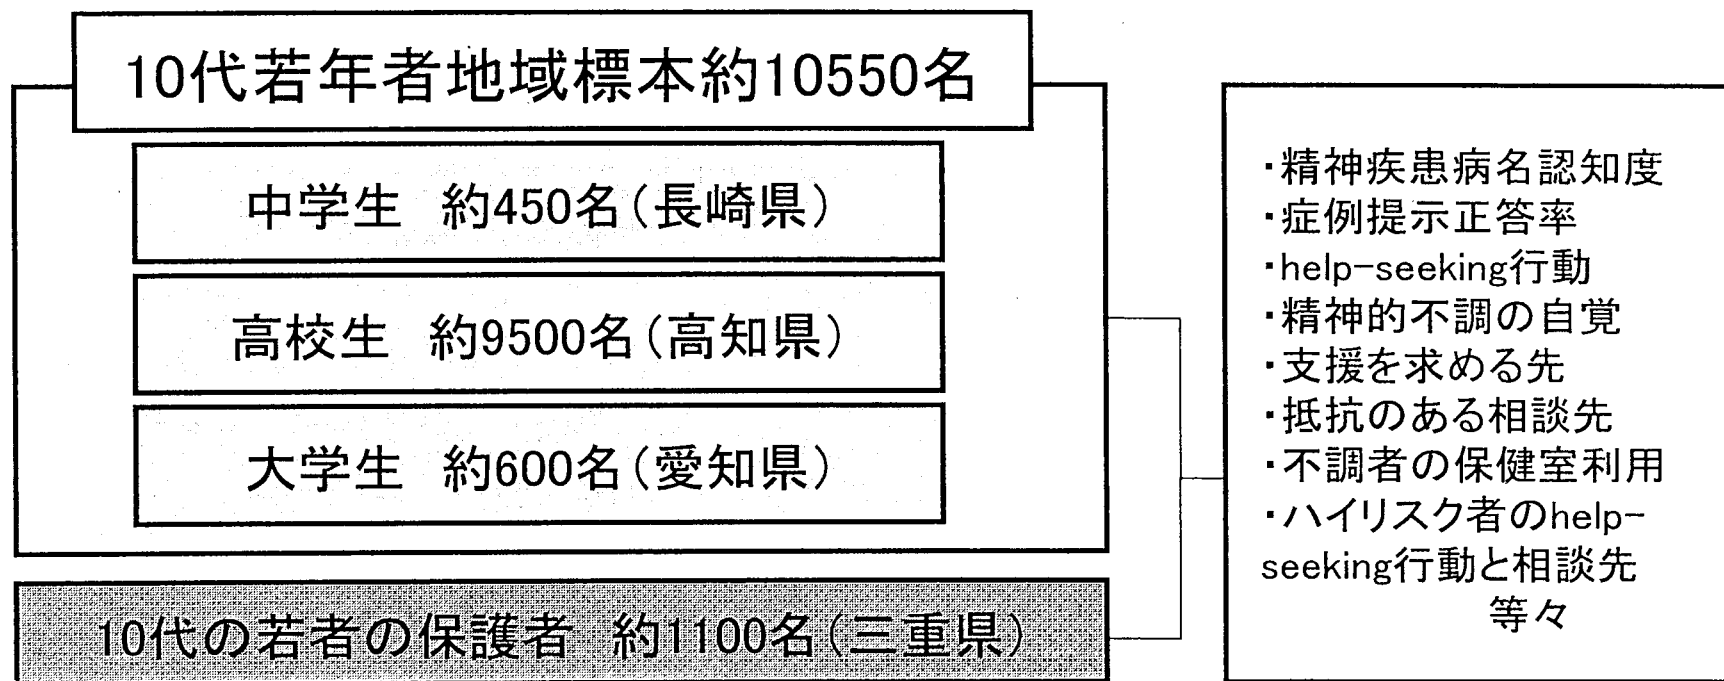 10代若年者地域標本約10550名
中学生　約450名（長崎県）
高校生　約9500名（高知県）
大学生　約600名（愛知県）
10代の若者の保護者　約1100名（三重県）
・精神疾患病名認知度
・症例提示正答率
・help-seeking行動
・精神的不調の自覚
・支援を求める先
・抵抗のある相談先
・不調者の保健室利用
・ハイリスク者のhelp-
seeking行動と相談先
等々